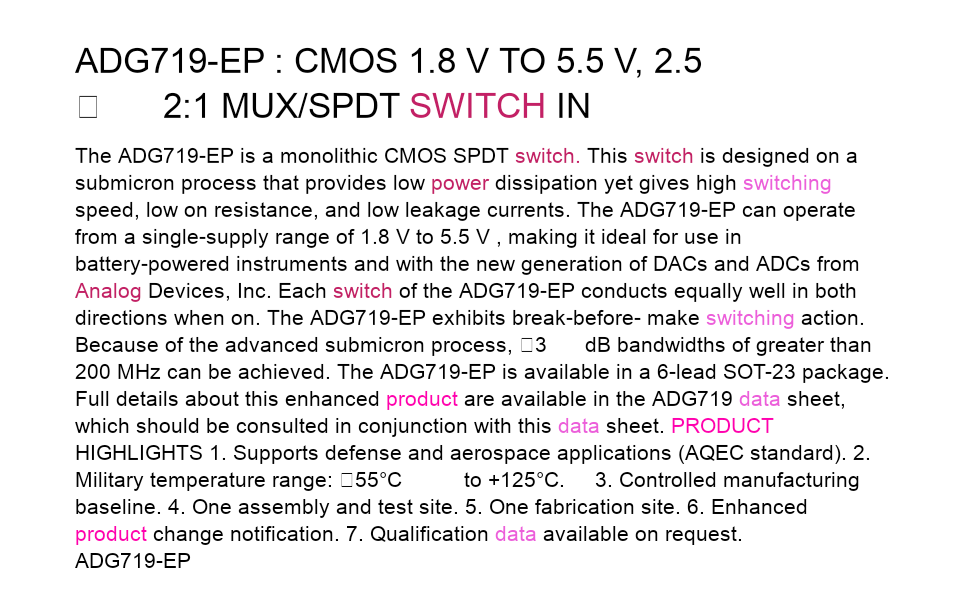 ADG719-EP : CMOS 1.8 V TO 5.5 V, 2.5
□ 2:1 MUX/SPDT SWITCH IN
The ADG719-EP is a monolithic CMOS SPDT switch. This switch is designed on a
submicron process that provides low power dissipation yet gives high switching
speed, low on resistance, and low leakage currents. The ADG719-EP can operate
from a single-supply range of 1.8 V to 5.5 V , making it ideal for use in
battery-powered instruments and with the new generation of DACs and ADCs from
Analog Devices, Inc. Each switch of the ADG719-EP conducts equally well in both
directions when on. The ADG719-EP exhibits break-before- make switching action.
Because of the advanced submicron process, □3 dB bandwidths of greater than
200 MHz can be achieved. The ADG719-EP is available in a 6-lead SOT-23 package.
Full details about this enhanced product are available in the ADG719 data sheet,
which should be consulted in conjunction with this data sheet. PRODUCT
HIGHLIGHTS 1. Supports defense and aerospace applications (AQEC standard). 2.
Military temperature range: □55°C to +125°C. 3. Controlled manufacturing
baseline. 4. One assembly and test site. 5. One fabrication site. 6. Enhanced
product change notification. 7. Qualification data available on request.
ADG719-EP